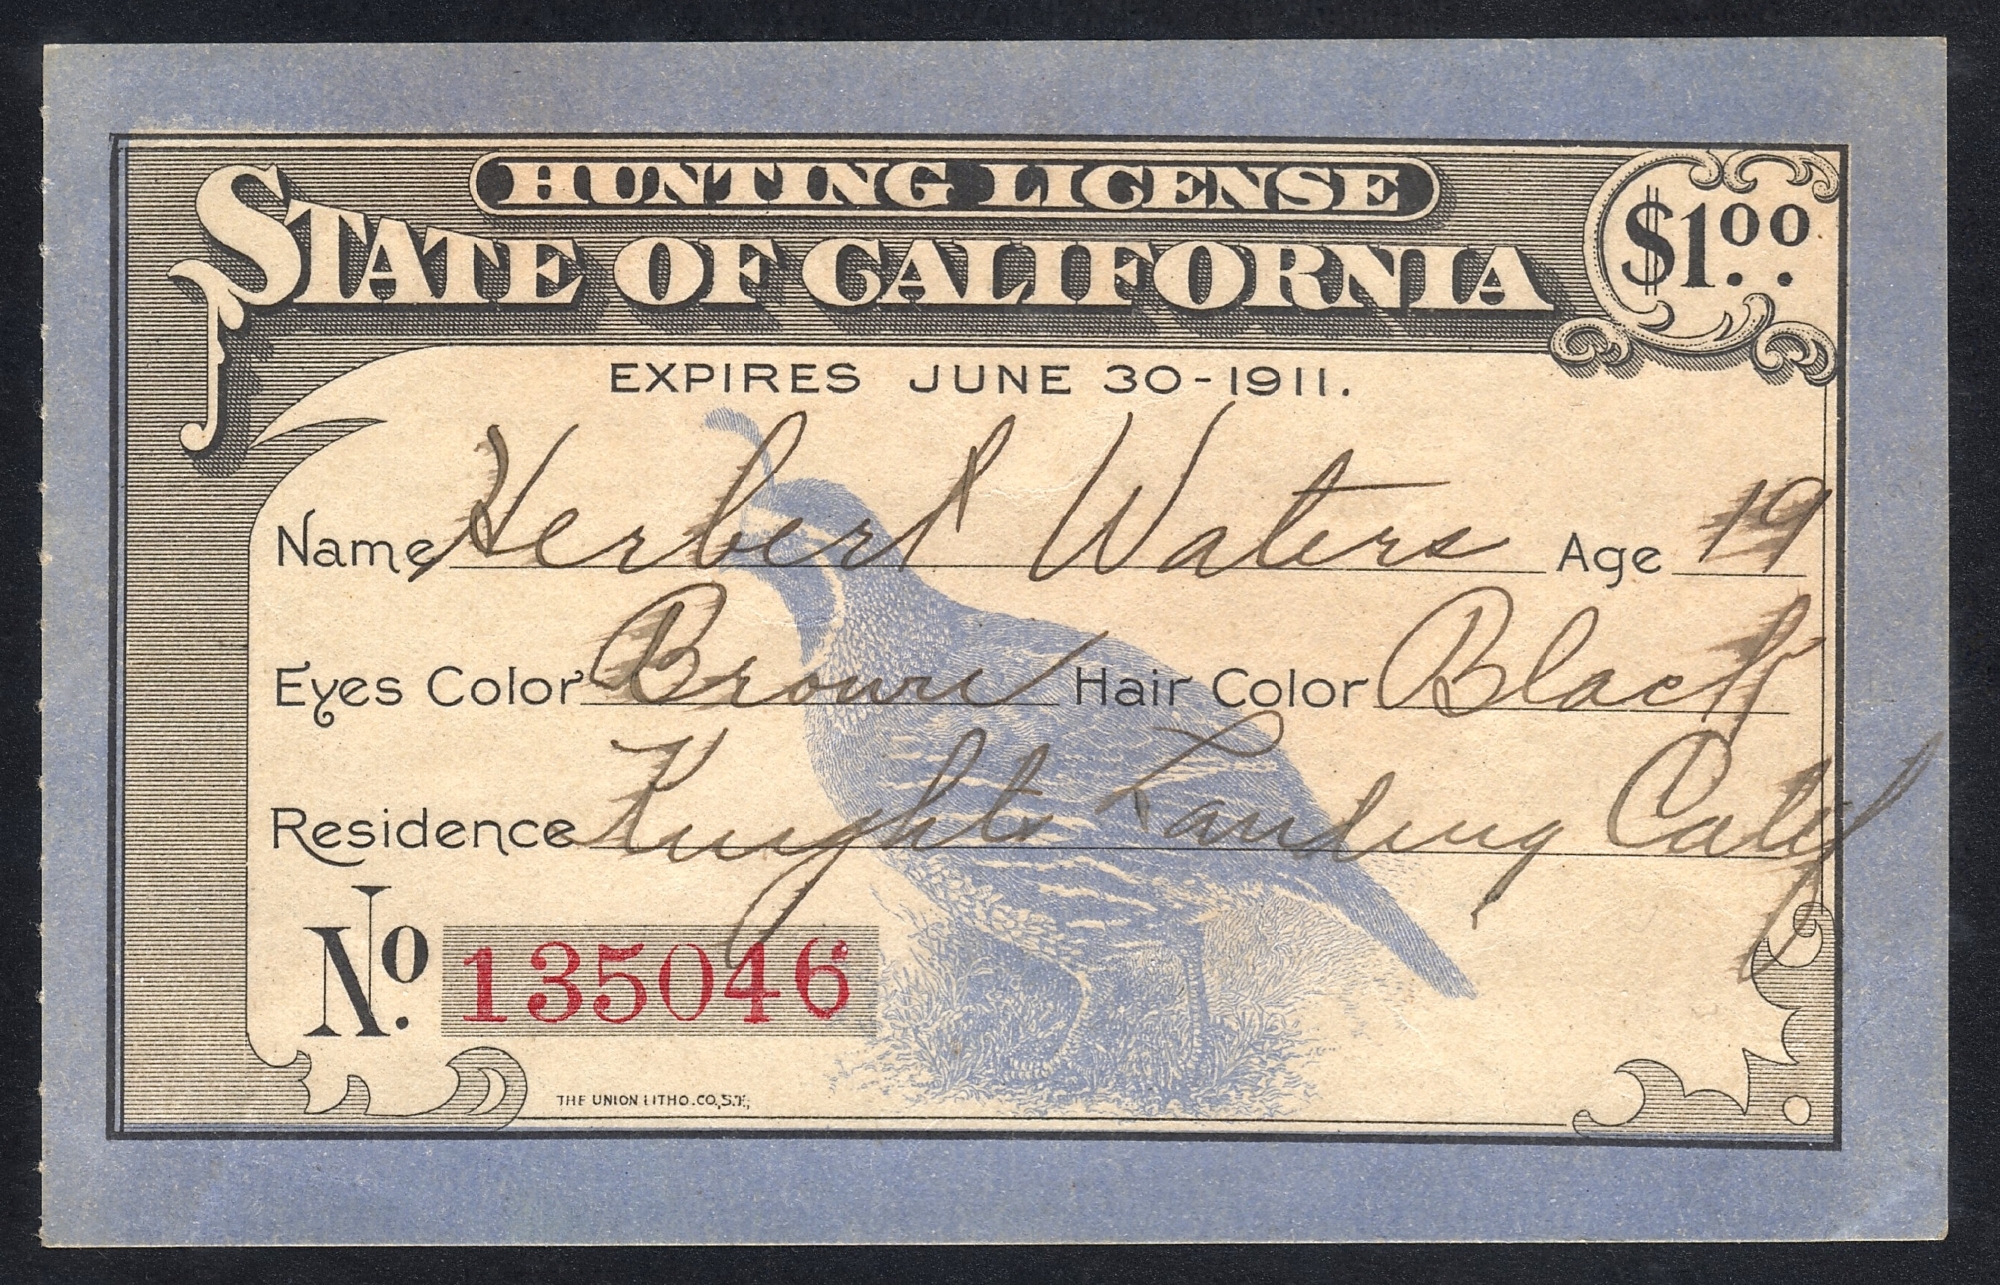 HUNTING LICENSE
STATE OF CALIFORNIA
$1.00
EXPIRES JUNE 30-1911.
Name Herbert Waters Age 19
Eyes Color Brown Hair Color Black
Residence Knights Landing Calif
No. 135046
THE UNION LITHO.CO,S.F,